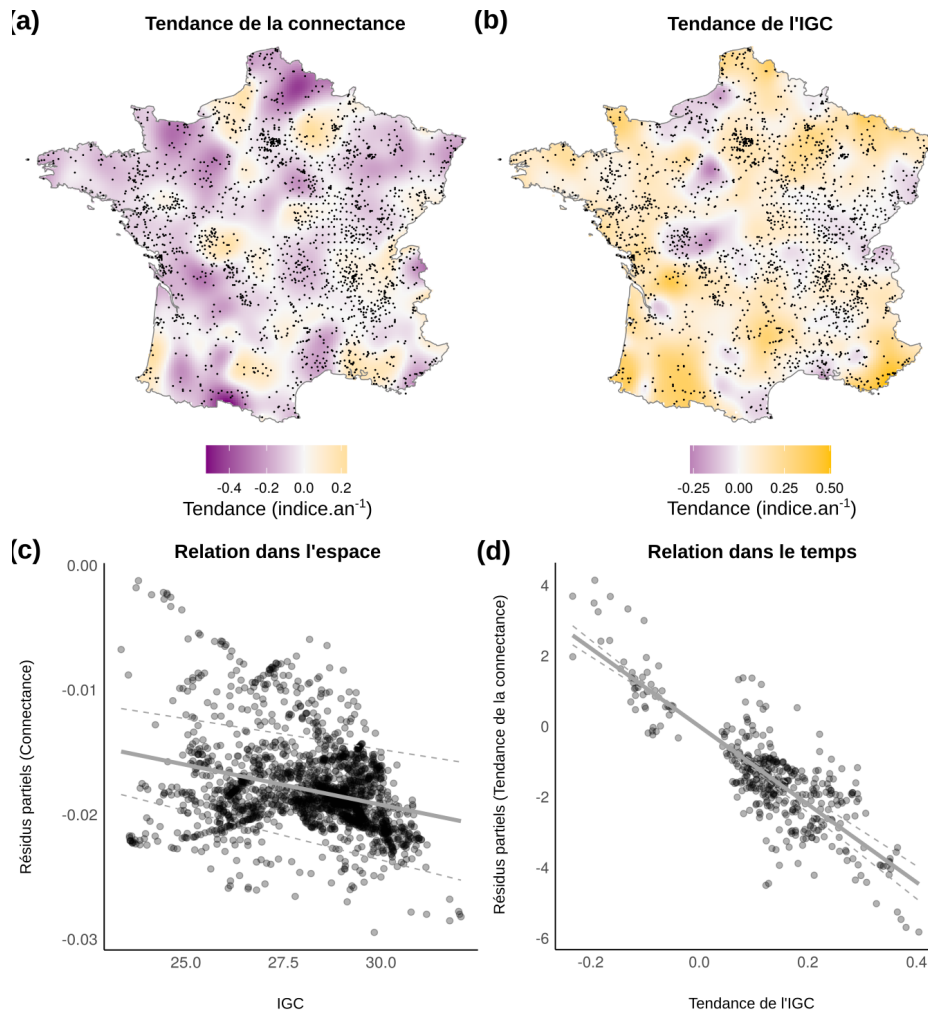 (a) Tendance de la connectance
(b) Tendance de l'IGC
-0.4 -0.2 0.0 0.2
Tendance (indice.an⁻¹)
-0.25 0.00 0.25 0.50
Tendance (indice.an⁻¹)
(c) Relation dans l'espace
0.00
-0.01
-0.02
-0.03
Résidus partiels (Connectance)
25.0 27.5 30.0
IGC
(d) Relation dans le temps
4
2
0
-2
-4
-6
Résidus partiels (Tendance de la connectance)
-0.2 0.0 0.2 0.4
Tendance de l'IGC